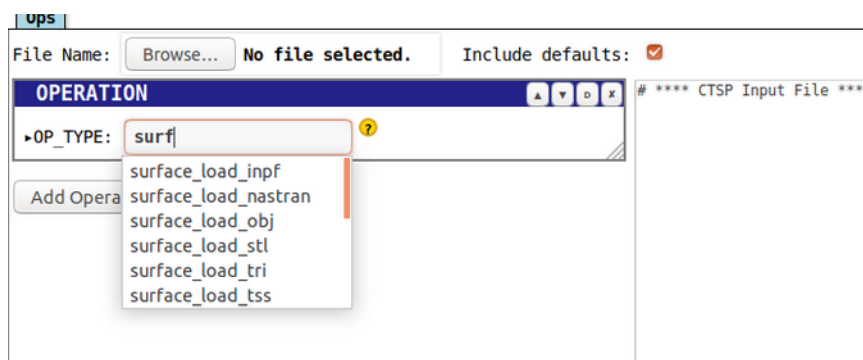 Ops
File Name: Browse... No file selected. Include defaults:
OPERATION
# **** CTSP Input File ***
▸OP_TYPE: surf
surface_load_inpf
surface_load_nastran
Add Opera
surface_load_obj
surface_load_stl
surface_load_tri
surface_load_tss